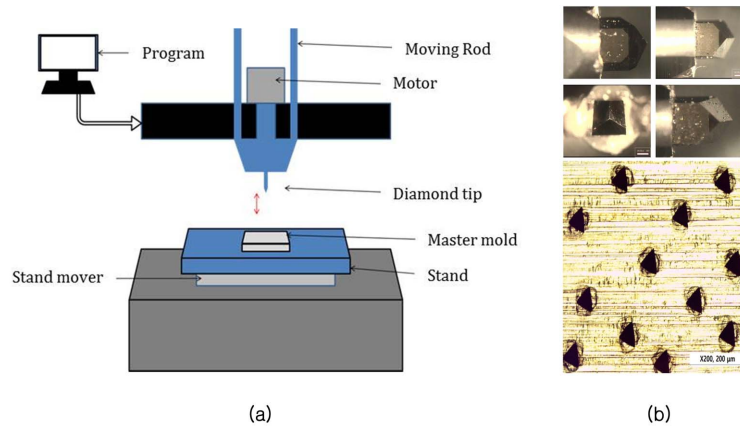 Program
Moving Rod
Motor
Diamond tip
Master mold
Stand mover
Stand
X200, 200 μm
(a)
(b)